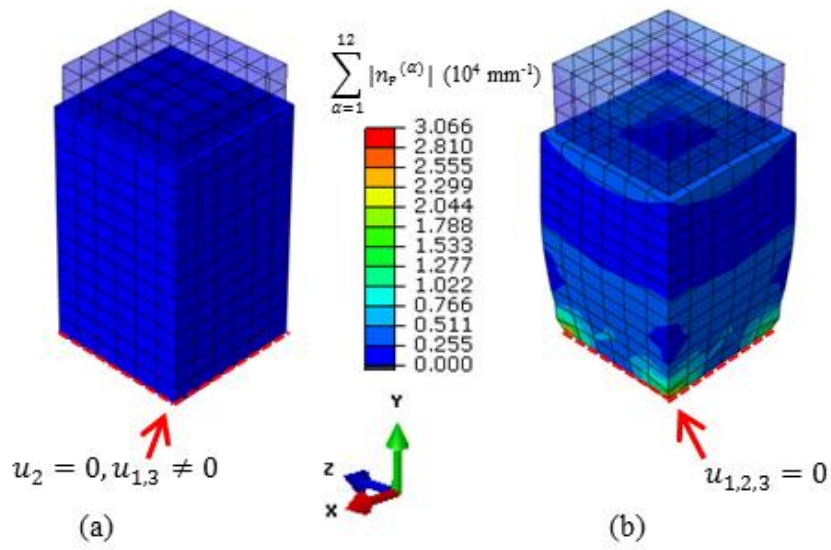 12
∑ |n_P^(α)| (10⁴ mm⁻¹)
α=1
3.066
2.810
2.555
2.299
2.044
1.788
1.533
1.277
1.022
0.766
0.511
0.255
0.000
Y
Z
X
u₂ = 0, u₁,₃ ≠ 0
u₁,₂,₃ = 0
(a)
(b)